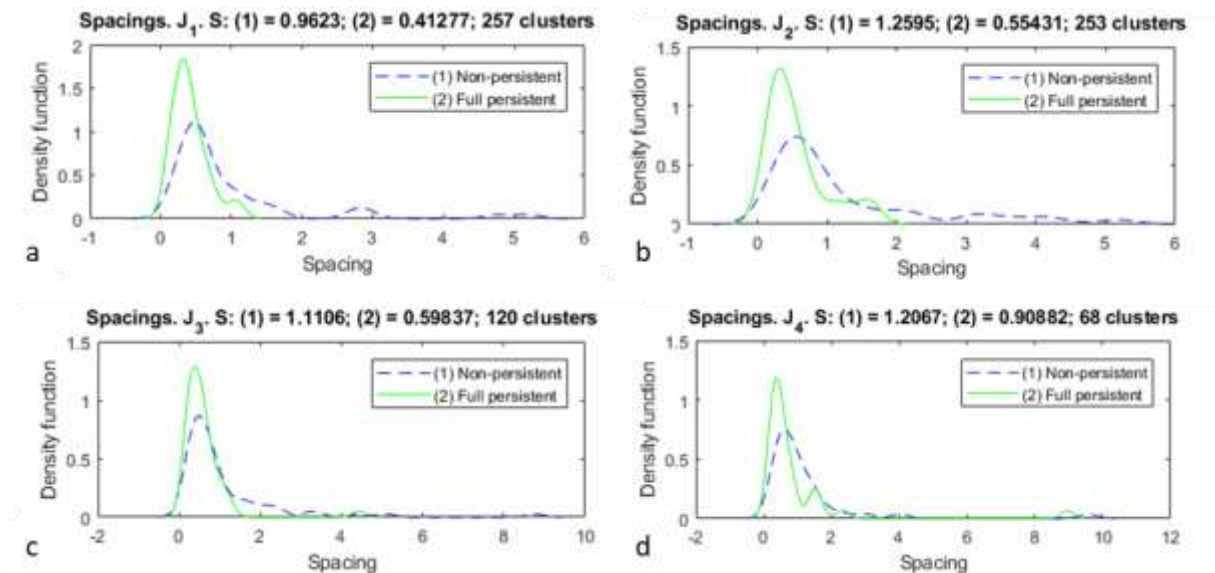 Spacings. J1. S: (1) = 0.9623; (2) = 0.41277; 257 clusters
Density function
2
1.5
1
0.5
0
(1) Non-persistent
(2) Full persistent
-1 0 1 2 3 4 5 6
Spacing
a
Spacings. J2. S: (1) = 1.2595; (2) = 0.55431; 253 clusters
Density function
1.5
1
0.5
0
(1) Non-persistent
(2) Full persistent
-1 0 1 2 3 4 5 6
Spacing
b
Spacings. J3. S: (1) = 1.1106; (2) = 0.59837; 120 clusters
Density function
1.5
1
0.5
0
(1) Non-persistent
(2) Full persistent
-2 0 2 4 6 8 10
Spacing
c
Spacings. J4. S: (1) = 1.2067; (2) = 0.90882; 68 clusters
Density function
1.5
1
0.5
0
(1) Non-persistent
(2) Full persistent
-2 0 2 4 6 8 10 12
Spacing
d